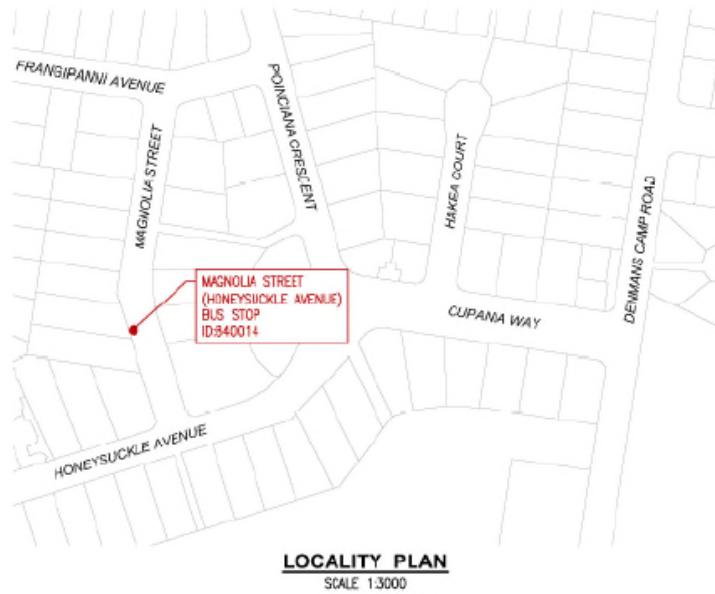 FRANGIPANNI AVENUE
POINCIANA CRESCENT
MAGNOLIA STREET
HAKEA COURT
DENMANS CAMP ROAD
MAGNOLIA STREET
(HONEYSUCKLE AVENUE)
BUS STOP
ID:640014
CUPANIA WAY
HONEYSUCKLE AVENUE
LOCALITY PLAN
SCALE 1:3000